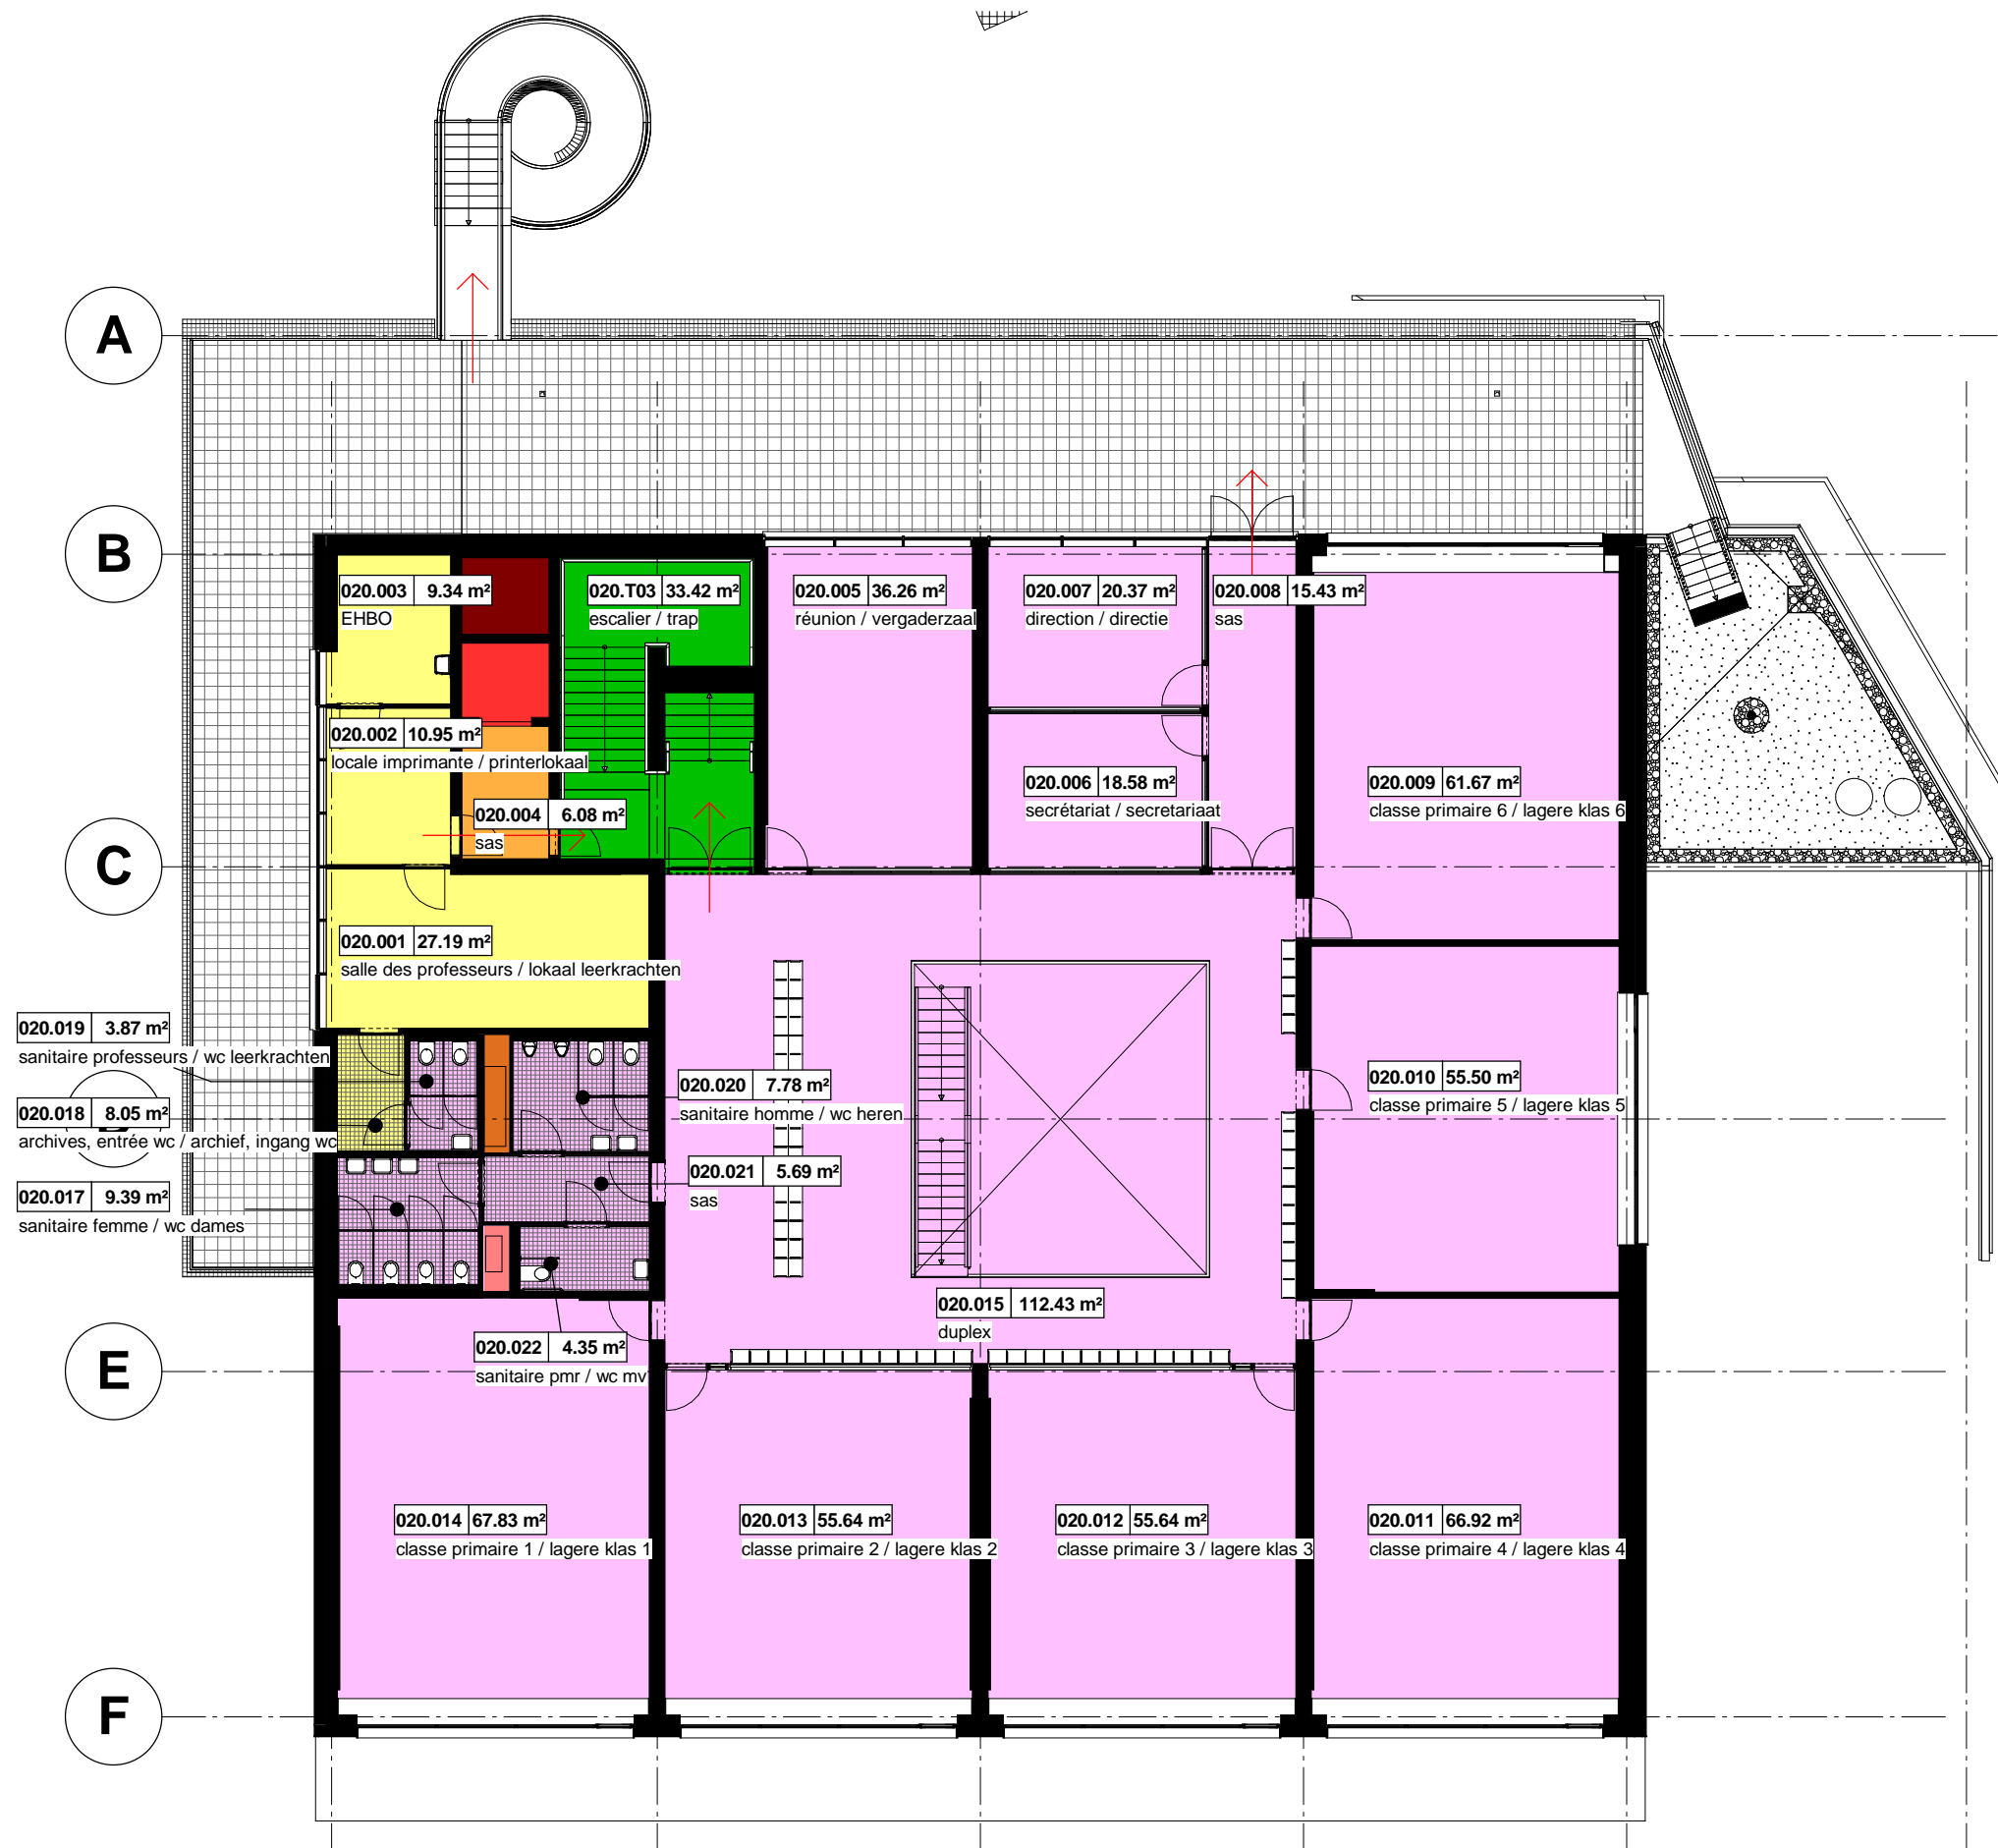 A
B
020.003 9.34 m²
EHBO
020.T03 33.42 m²
escalier / trap
020.005 36.26 m²
réunion / vergaderzaal
020.007 20.37 m²
direction / directie
020.008 15.43 m²
sas
020.002 10.95 m²
locale imprimante / printerlokaal
020.004 6.08 m²
sas
020.006 18.58 m²
secrétariat / secretariaat
020.009 61.67 m²
classe primaire 6 / lagere klas 6
C
020.001 27.19 m²
salle des professeurs / lokaal leerkrachten
020.019 3.87 m²
sanitaire professeurs / wc leerkrachten
020.018 8.05 m²
archives, entrée wc / archief, ingang wc
020.017 9.39 m²
sanitaire femme / wc dames
020.020 7.78 m²
sanitaire homme / wc heren
020.021 5.69 m²
sas
020.010 55.50 m²
classe primaire 5 / lagere klas 5
020.015 112.43 m²
duplex
020.022 4.35 m²
sanitaire pmr / wc mv
E
020.014 67.83 m²
classe primaire 1 / lagere klas 1
020.013 55.64 m²
classe primaire 2 / lagere klas 2
020.012 55.64 m²
classe primaire 3 / lagere klas 3
020.011 66.92 m²
classe primaire 4 / lagere klas 4
F